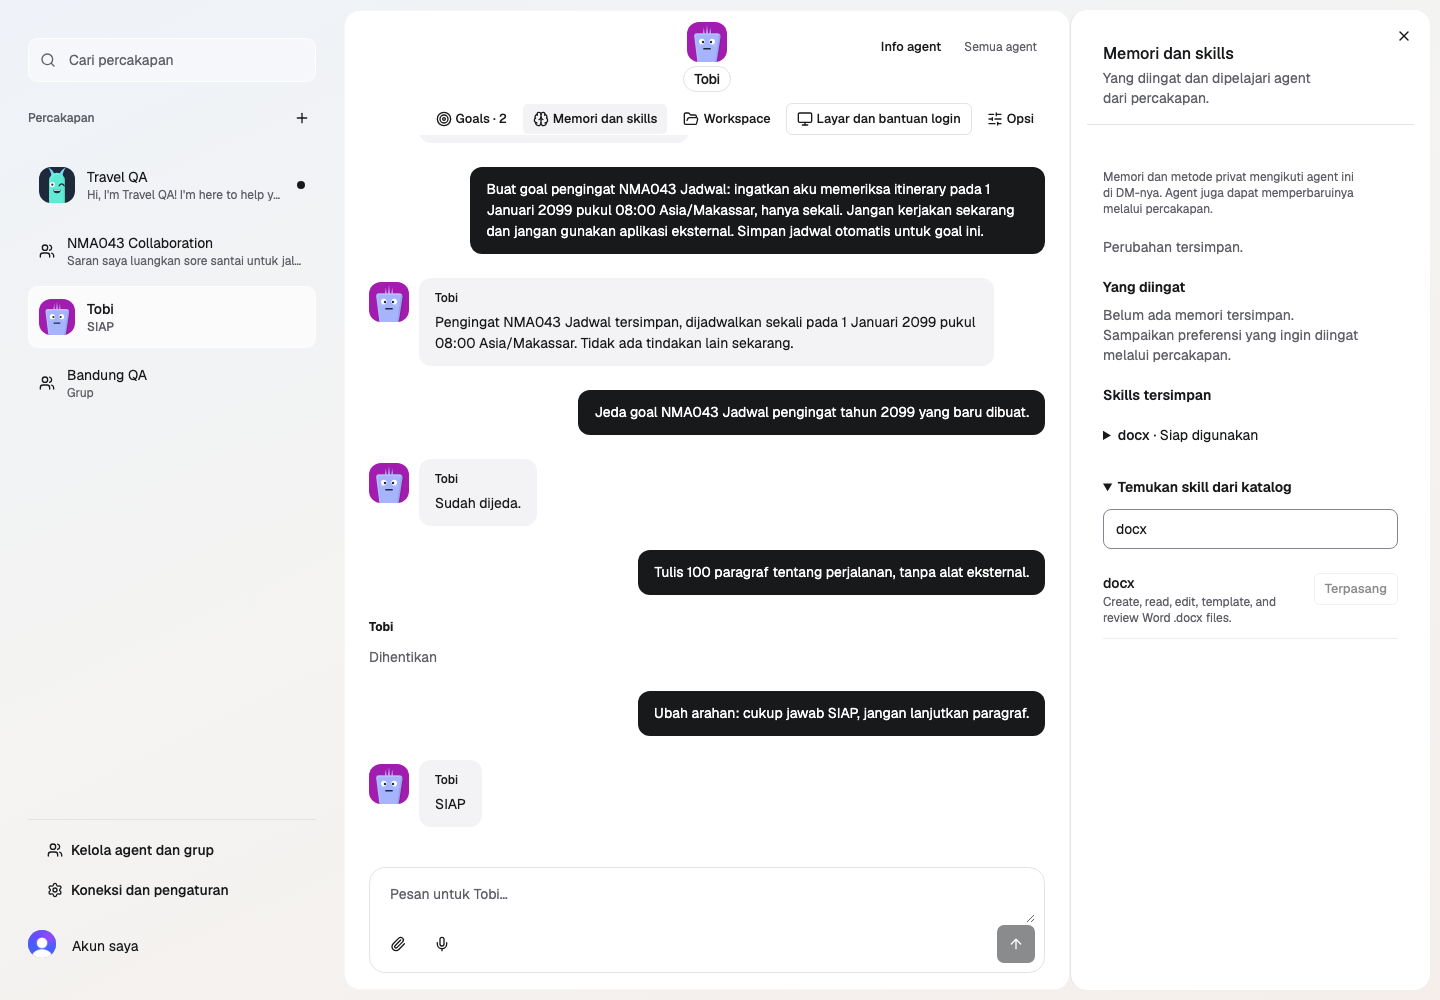 Cari percakapan
Percakapan
Travel QA
Hi, I'm Travel QA! I'm here to help y...
NMA043 Collaboration
Saran saya luangkan sore santai untuk jal...
Tobi
SIAP
Bandung QA
Grup
Kelola agent dan grup
Koneksi dan pengaturan
Akun saya
Tobi
Info agent
Semua agent
Goals · 2
Memori dan skills
Workspace
Layar dan bantuan login
Opsi
Buat goal pengingat NMA043 Jadwal: ingatkan aku memeriksa itinerary pada 1
Januari 2099 pukul 08:00 Asia/Makassar, hanya sekali. Jangan kerjakan sekarang
dan jangan gunakan aplikasi eksternal. Simpan jadwal otomatis untuk goal ini.
Tobi
Pengingat NMA043 Jadwal tersimpan, dijadwalkan sekali pada 1 Januari 2099 pukul
08:00 Asia/Makassar. Tidak ada tindakan lain sekarang.
Jeda goal NMA043 Jadwal pengingat tahun 2099 yang baru dibuat.
Tobi
Sudah dijeda.
Tulis 100 paragraf tentang perjalanan, tanpa alat eksternal.
Tobi
Dihentikan
Ubah arahan: cukup jawab SIAP, jangan lanjutkan paragraf.
Tobi
SIAP
Pesan untuk Tobi...
Memori dan skills
Yang diingat dan dipelajari agent
dari percakapan.
Memori dan metode privat mengikuti agent ini
di DM-nya. Agent juga dapat memperbaruinya
melalui percakapan.
Perubahan tersimpan.
Yang diingat
Belum ada memori tersimpan.
Sampaikan preferensi yang ingin diingat
melalui percakapan.
Skills tersimpan
docx · Siap digunakan
Temukan skill dari katalog
docx
docx
Terpasang
Create, read, edit, template, and
review Word .docx files.